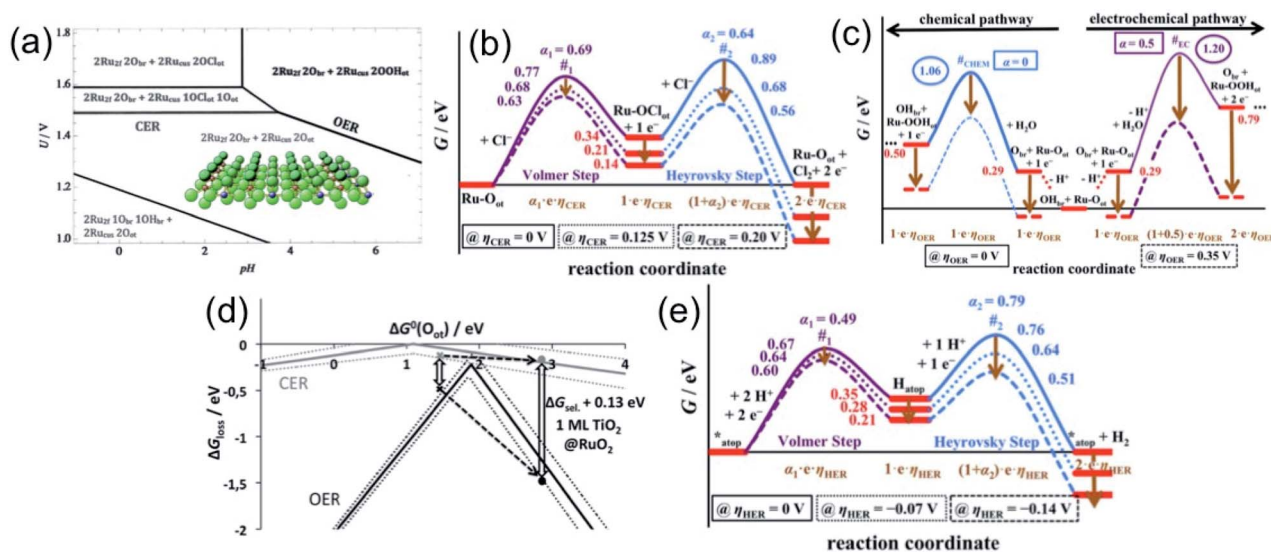 (a)
U/ V
1.8
1.6
1.4
1.2
1.0
2Ru2f 2Obr + 2Rucus 2OClot
2Ru2f 2Obr + 2Rucus 2OOHot
2Ru2f 2Obr + 2Rucus 1OClot 1Oot
CER
OER
2Ru2f 2Obr + 2Rucus 2Oot
2Ru2f 1Obr 1OHbr +
2Rucus 2Oot
0 2 4 6
pH
(b)
G / eV
α1 = 0.69
#1
0.77
0.68
0.63
+ Cl−
Ru-Oot
Volmer Step
α1·e·ηCER
Ru-OClot
+ 1 e−
0.34
0.21
0.14
1·e·ηCER
α2 = 0.64
#2
0.89
0.68
0.56
+ Cl−
Heyrovsky Step
(1+α2)·e·ηCER
Ru-Oot +
Cl2+ 2 e−
2·e·ηCER
@ ηCER = 0 V
@ ηCER = 0.125 V
@ ηCER = 0.20 V
reaction coordinate
(c)
chemical pathway
electrochemical pathway
G / eV
1.06
#CHEM
α = 0
α = 0.5
#EC
1.20
OHbr+
Ru-OOHot
+ 1 e−
...
0.50
+ H2O
Obr+ Ru-Oot
+ 1 e−
0.29
- H+
OHbr+ Ru-Oot
Obr+ Ru-Oot
+ 1 e−
- H+
0.29
- H+
+ H2O
Obr +
Ru-OOHot
+ 2 e−
...
0.79
1·e·ηOER
1·e·ηOER
1·e·ηOER
1·e·ηOER
(1+0.5)·e·ηOER
2·e·ηOER
@ ηOER = 0 V
reaction coordinate
@ ηOER = 0.35 V
(d)
ΔG0(Oot) / eV
ΔGloss / eV
0
-0,5
-1
-1,5
-2
-1 0 1 2 3 4
CER
OER
ΔGsel. + 0.13 eV
1 ML TiO2
@RuO2
(e)
G / eV
α1 = 0.49
#1
0.67
0.64
0.60
+ 2 H+
+ 2 e−
*atop
Volmer Step
α1·e·ηHER
Hatop
0.35
0.28
0.21
1·e·ηHER
α2 = 0.79
#2
0.76
0.64
0.51
+ 1 H+
+ 1 e−
Heyrovsky Step
(1+α2)·e·ηHER
*atop + H2
2·e·ηHER
@ ηHER = 0 V
@ ηHER = −0.07 V
@ ηHER = −0.14 V
reaction coordinate